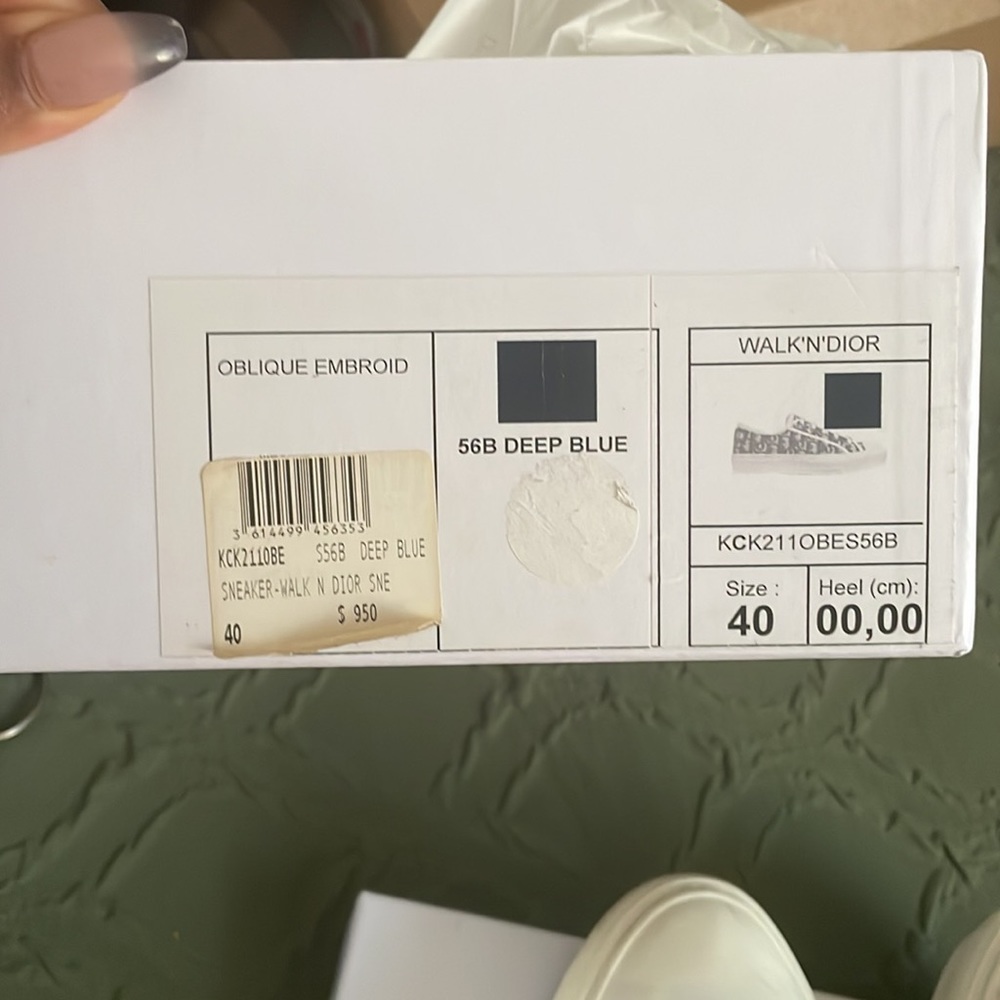 OBLIQUE EMBROID
56B DEEP BLUE
3 614499 456353
KCK211OBE S56B DEEP BLUE
SNEAKER-WALK N DIOR SNE
$ 950
40
WALK'N'DIOR
KCK211OBES56B
Size :
40
Heel (cm):
00,00